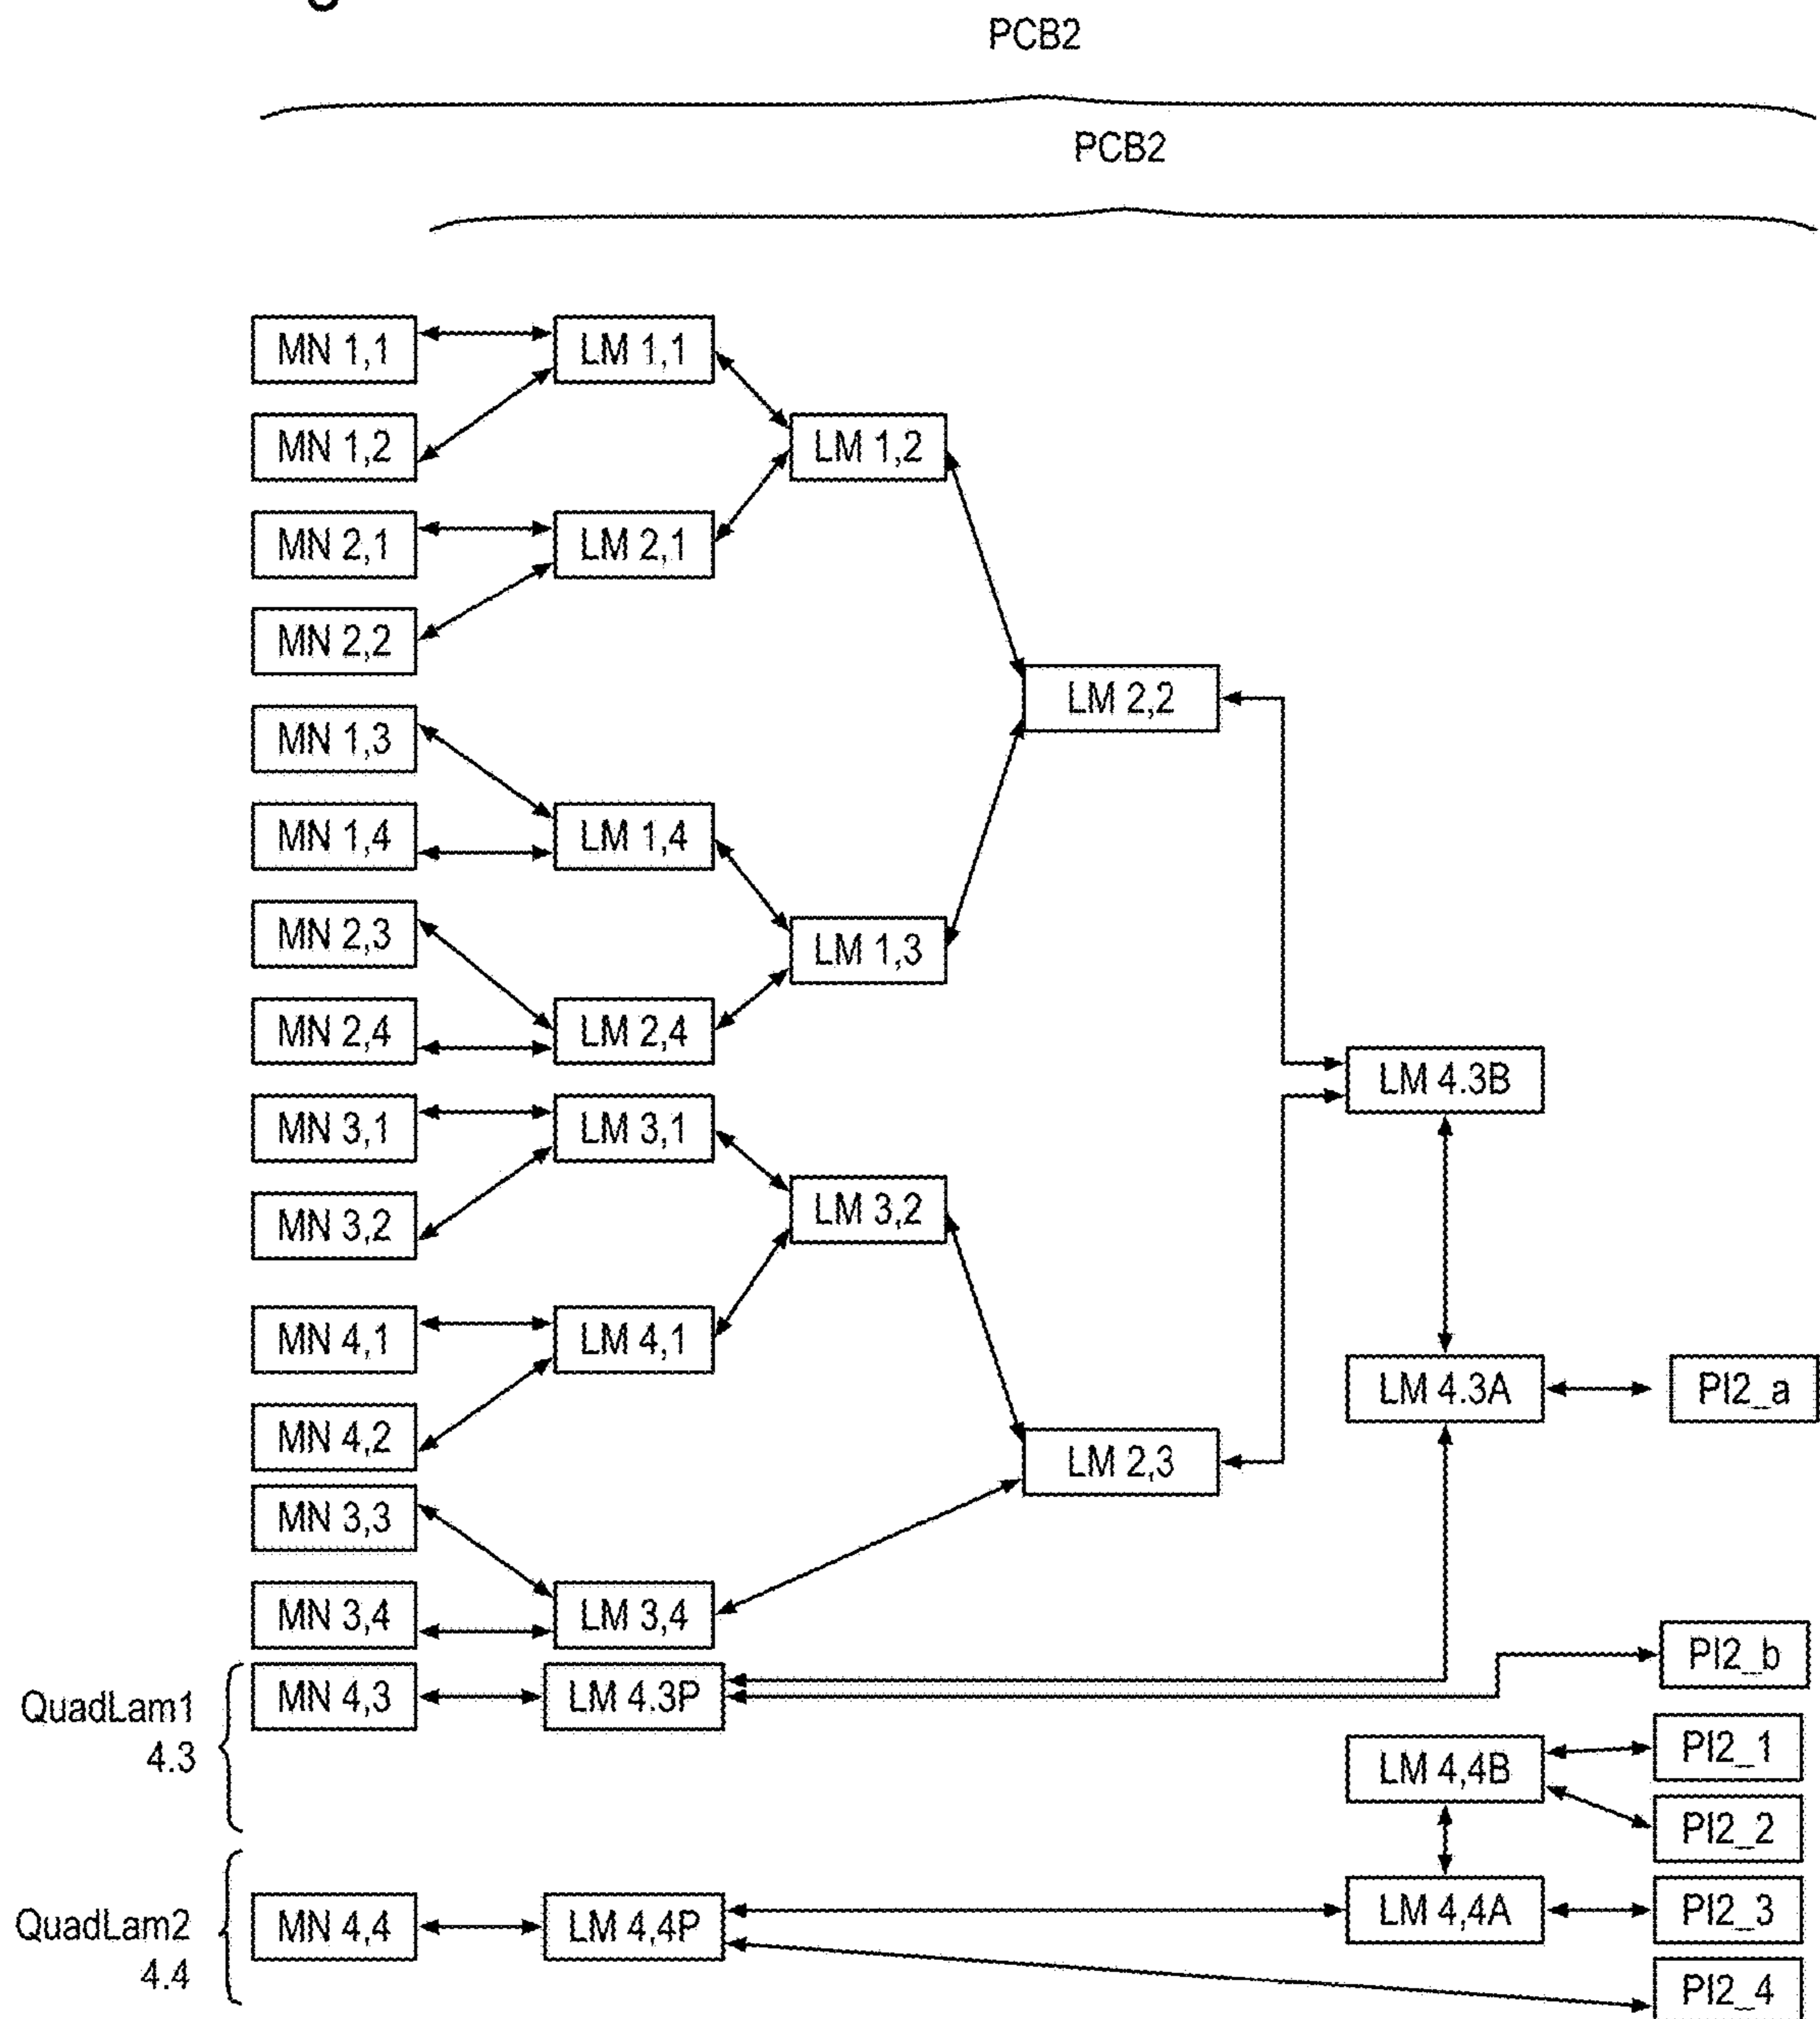 PCB2
PCB2
MN 1,1
LM 1,1
MN 1,2
LM 1,2
MN 2,1
LM 2,1
MN 2,2
LM 2,2
MN 1,3
MN 1,4
LM 1,4
MN 2,3
LM 1,3
MN 2,4
LM 2,4
LM 4.3B
MN 3,1
LM 3,1
MN 3,2
LM 3,2
MN 4,1
LM 4,1
LM 4.3A
PI2_a
MN 4,2
LM 2,3
MN 3,3
MN 3,4
LM 3,4
PI2_b
QuadLam1
4.3
MN 4,3
LM 4.3P
LM 4,4B
PI2_1
PI2_2
QuadLam2
4.4
MN 4,4
LM 4,4P
LM 4,4A
PI2_3
PI2_4